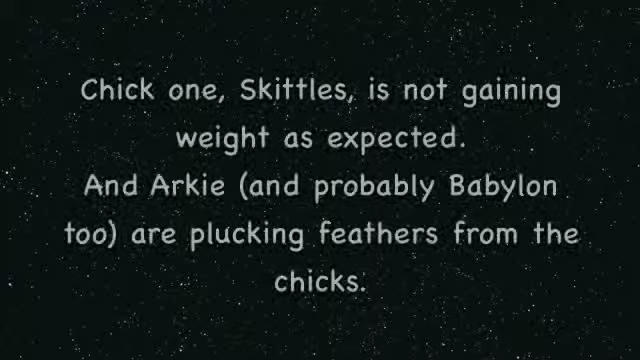 Chick one, Skittles, is not gaining
weight as expected.
And Arkie (and probably Babylon
too) are plucking feathers from the
chicks.